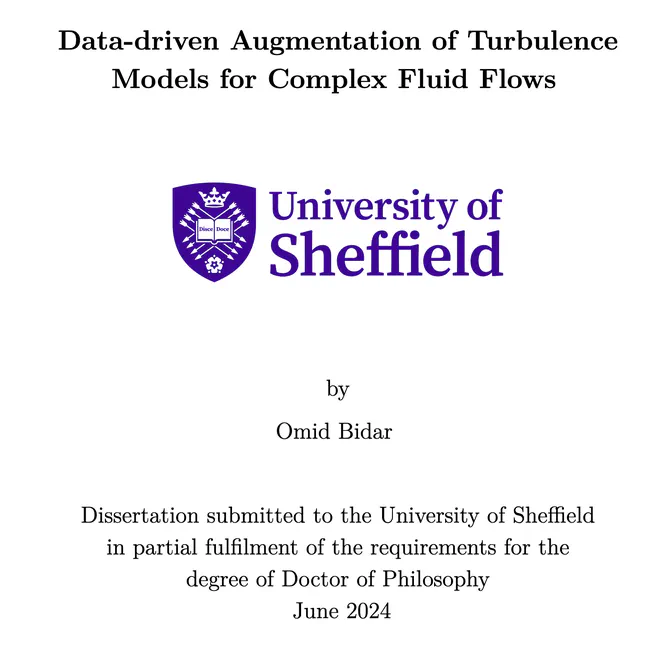 Data-driven Augmentation of Turbulence
Models for Complex Fluid Flows
Disce Doce
University of
Sheffield
by
Omid Bidar
Dissertation submitted to the University of Sheffield
in partial fulfilment of the requirements for the
degree of Doctor of Philosophy
June 2024